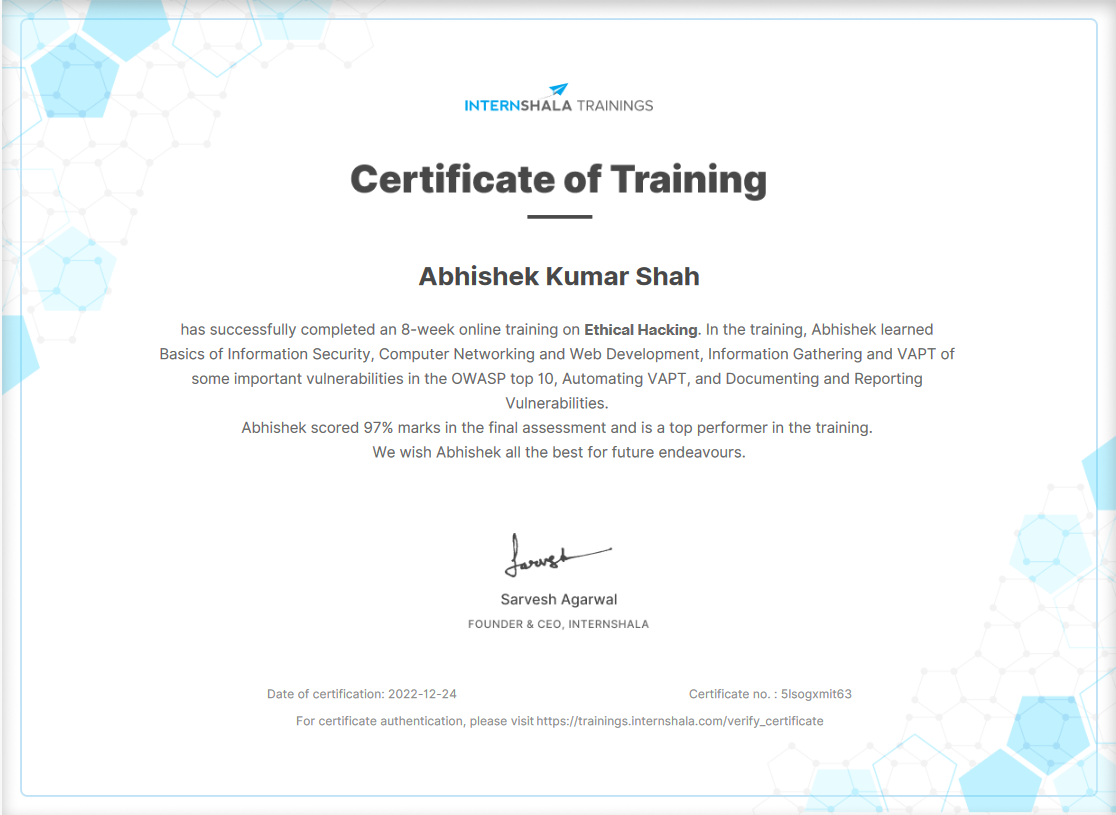 INTERNSHALA TRAININGS
Certificate of Training
Abhishek Kumar Shah
has successfully completed an 8-week online training on Ethical Hacking. In the training, Abhishek learned
Basics of Information Security, Computer Networking and Web Development, Information Gathering and VAPT of
some important vulnerabilities in the OWASP top 10, Automating VAPT, and Documenting and Reporting
Vulnerabilities.
Abhishek scored 97% marks in the final assessment and is a top performer in the training.
We wish Abhishek all the best for future endeavours.
Sarvesh
Sarvesh Agarwal
FOUNDER & CEO, INTERNSHALA
Date of certification: 2022-12-24
Certificate no. : 5lsogxmit63
For certificate authentication, please visit https://trainings.internshala.com/verify_certificate